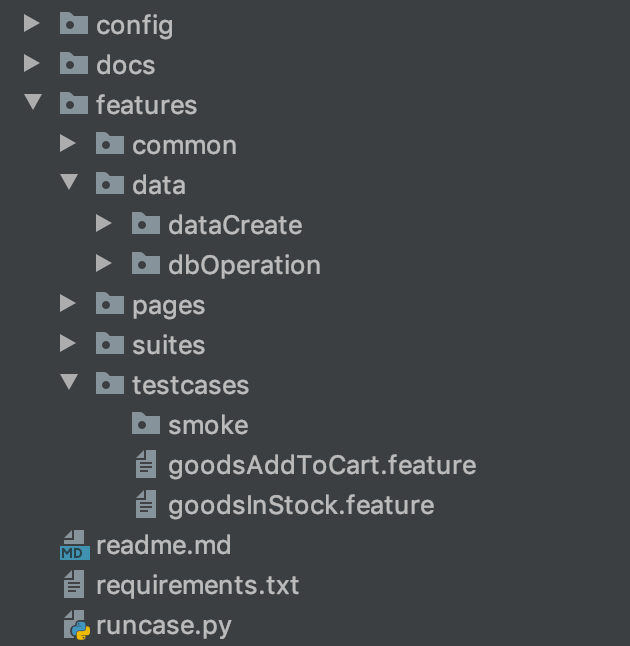 config
docs
features
common
data
dataCreate
dbOperation
pages
suites
testcases
smoke
goodsAddToCart.feature
goodsInStock.feature
MD readme.md
requirements.txt
runcase.py